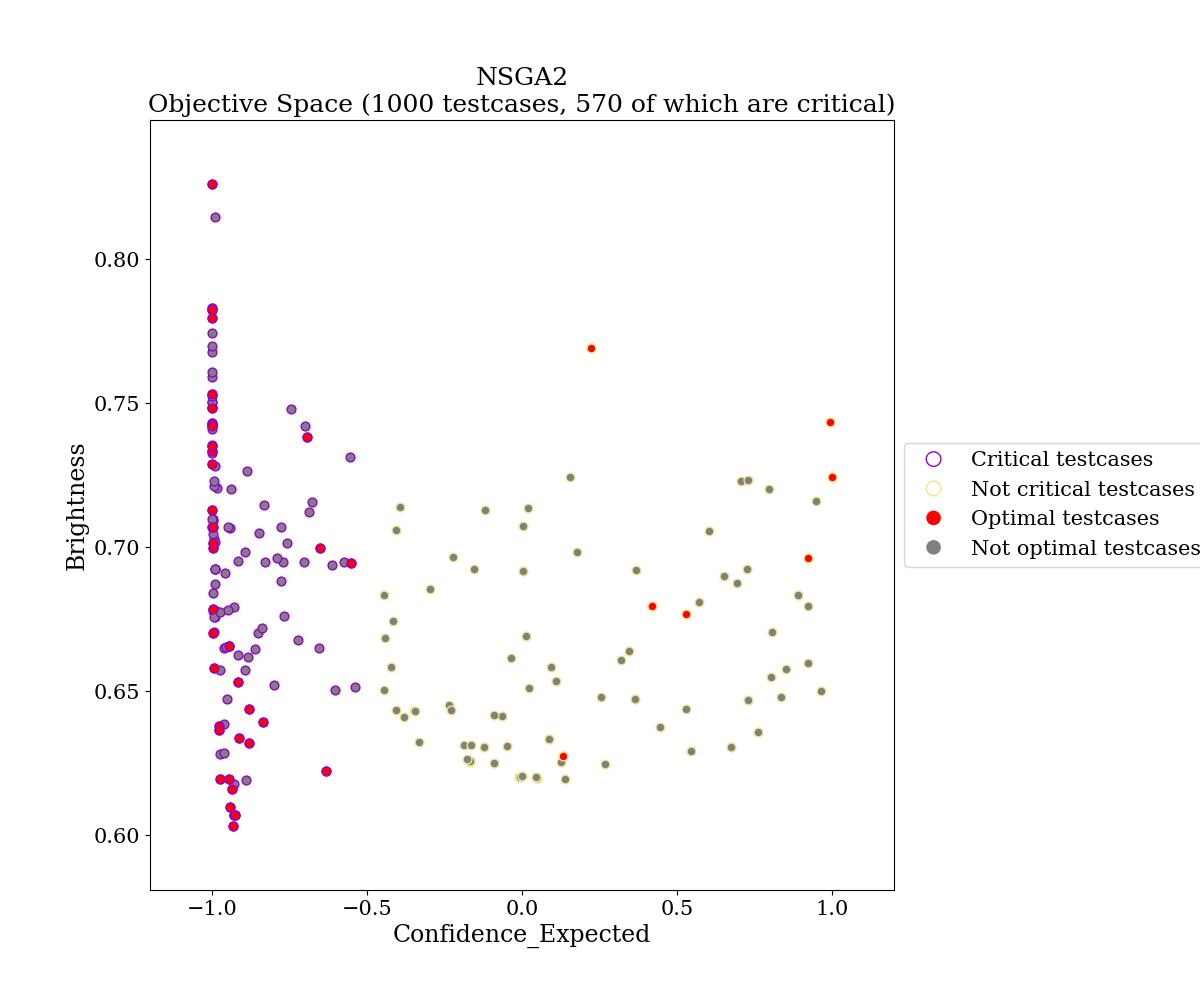 NSGA2
Objective Space (1000 testcases, 570 of which are critical)
0.80
0.75
0.70
0.65
0.60
Brightness
−1.0
−0.5
0.0
0.5
1.0
Confidence_Expected
Critical testcases
Not critical testcases
Optimal testcases
Not optimal testcases